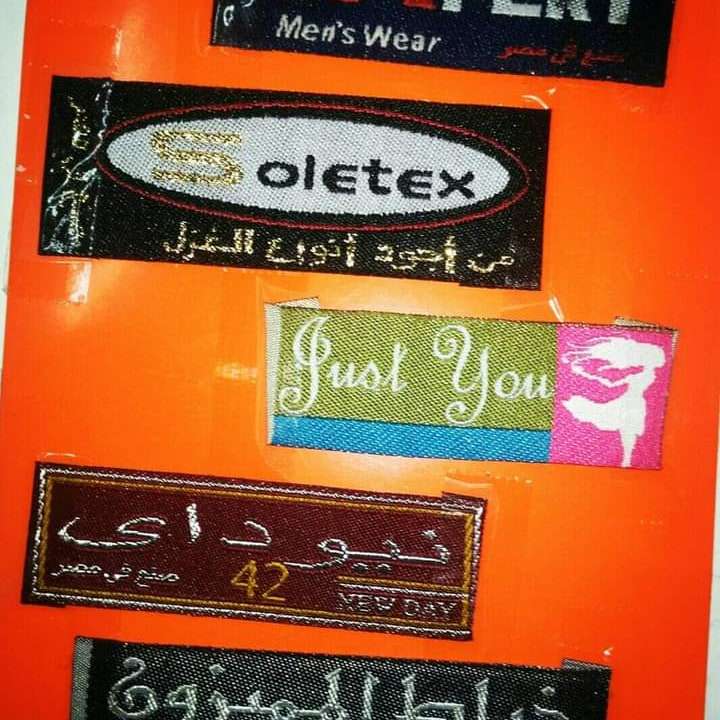 Men's Wear
صنع في مصر
Soletex
من أجود أنواع الغزل
Just You
نيو داى
صنع في مصر
42
NEW DAY